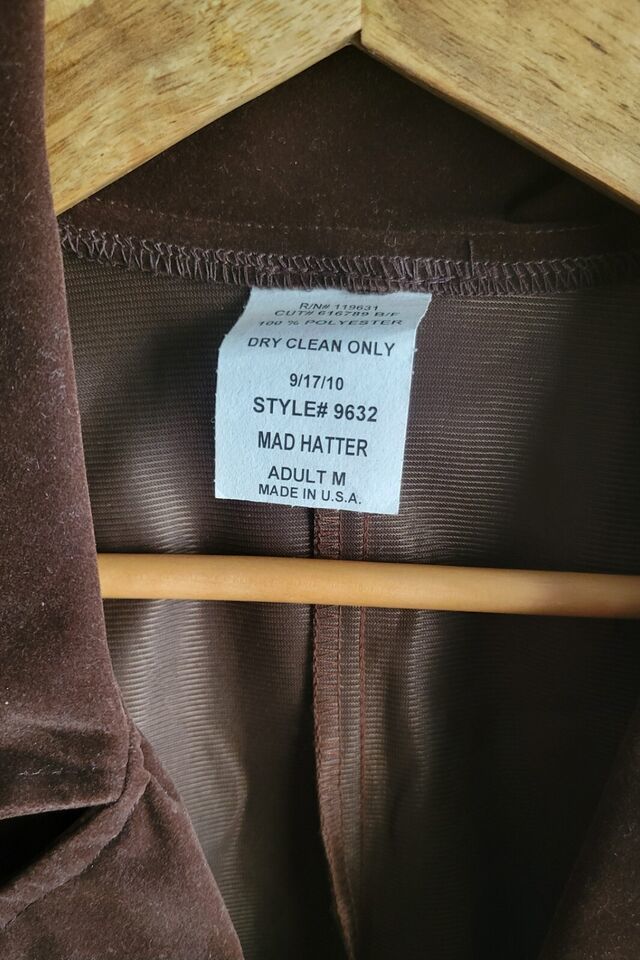 R/N# 119631
CUT# 616789 B/F
100 % POLYESTER
DRY CLEAN ONLY
9/17/10
STYLE# 9632
MAD HATTER
ADULT M
MADE IN U.S.A.